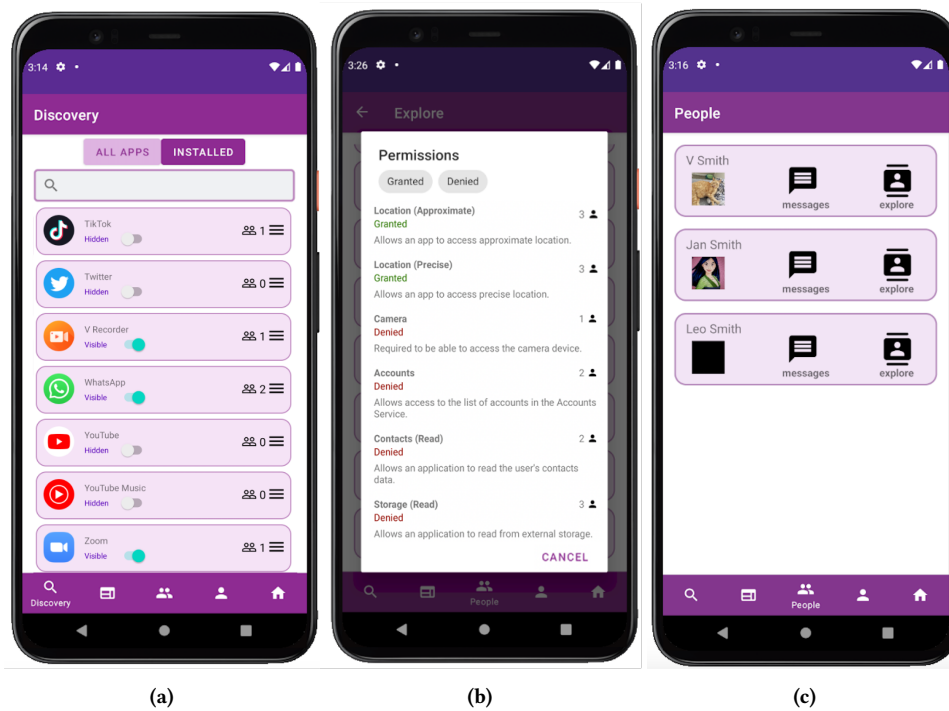 3:14
Discovery
ALL APPS INSTALLED
TikTok
Hidden
1
Twitter
Hidden
0
V Recorder
Visible
1
WhatsApp
Visible
2
YouTube
Hidden
0
YouTube Music
Hidden
0
Zoom
Visible
1
Discovery
(a)
3:26
Explore
Permissions
Granted Denied
Location (Approximate) 3
Granted
Allows an app to access approximate location.
Location (Precise) 3
Granted
Allows an app to access precise location.
Camera 1
Denied
Required to be able to access the camera device.
Accounts 2
Denied
Allows access to the list of accounts in the Accounts
Service.
Contacts (Read) 2
Denied
Allows an application to read the user's contacts
data.
Storage (Read) 3
Denied
Allows an application to read from external storage.
CANCEL
People
(b)
3:16
People
V Smith
messages explore
Jan Smith
messages explore
Leo Smith
messages explore
People
(c)